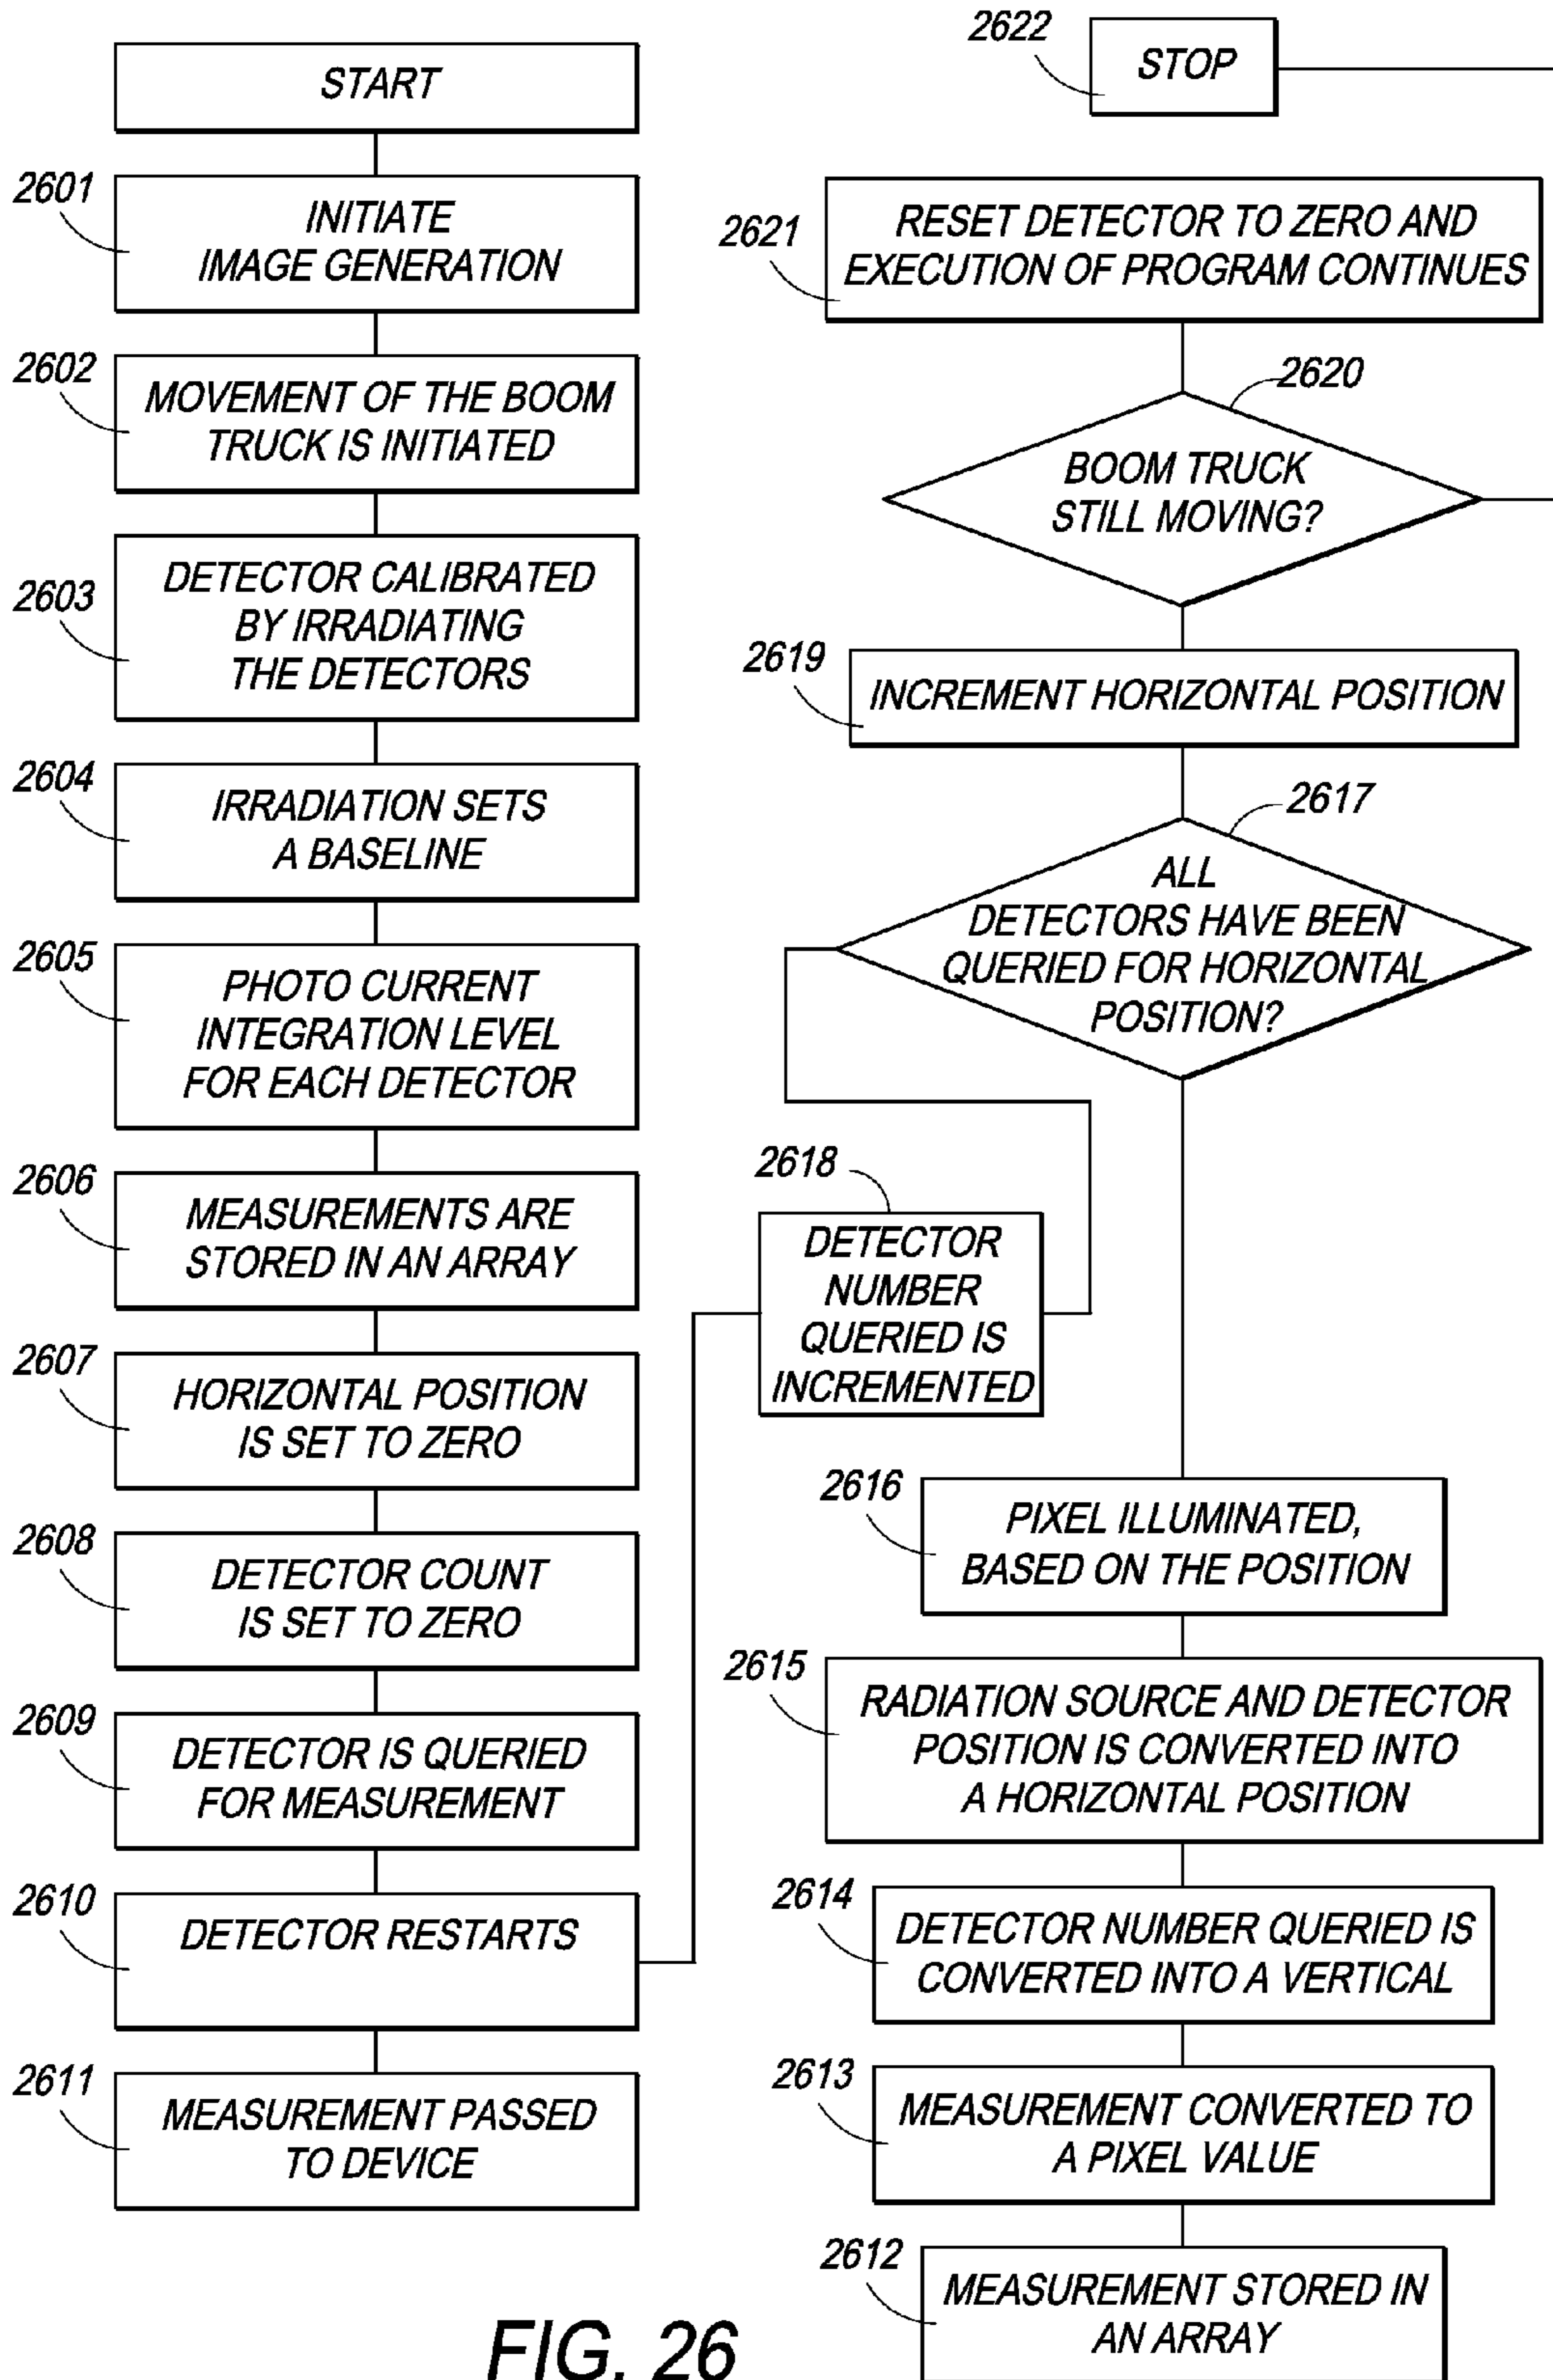 START
2601
INITIATE
IMAGE GENERATION
2602
MOVEMENT OF THE BOOM
TRUCK IS INITIATED
2603
DETECTOR CALIBRATED
BY IRRADIATING
THE DETECTORS
2604
IRRADIATION SETS
A BASELINE
2605
PHOTO CURRENT
INTEGRATION LEVEL
FOR EACH DETECTOR
2606
MEASUREMENTS ARE
STORED IN AN ARRAY
2607
HORIZONTAL POSITION
IS SET TO ZERO
2608
DETECTOR COUNT
IS SET TO ZERO
2609
DETECTOR IS QUERIED
FOR MEASUREMENT
2610
DETECTOR RESTARTS
2611
MEASUREMENT PASSED
TO DEVICE
2622
STOP
2621
RESET DETECTOR TO ZERO AND
EXECUTION OF PROGRAM CONTINUES
2620
BOOM TRUCK
STILL MOVING?
2619
INCREMENT HORIZONTAL POSITION
2617
ALL
DETECTORS HAVE BEEN
QUERIED FOR HORIZONTAL
POSITION?
2618
DETECTOR
NUMBER
QUERIED IS
INCREMENTED
2616
PIXEL ILLUMINATED,
BASED ON THE POSITION
2615
RADIATION SOURCE AND DETECTOR
POSITION IS CONVERTED INTO
A HORIZONTAL POSITION
2614
DETECTOR NUMBER QUERIED IS
CONVERTED INTO A VERTICAL
2613
MEASUREMENT CONVERTED TO
A PIXEL VALUE
2612
MEASUREMENT STORED IN
AN ARRAY
FIG. 26